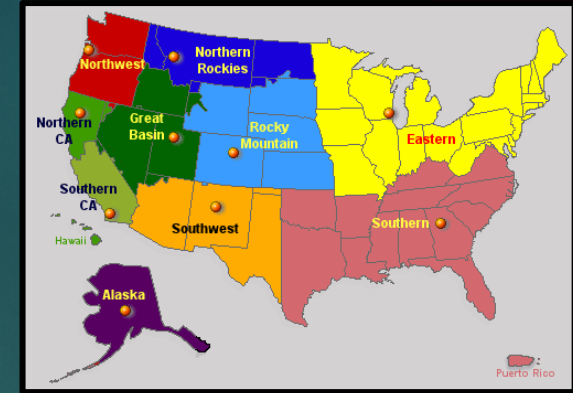 Northwest
Northern
Rockies
Northern
CA
Great
Basin
Rocky
Mountain
Eastern
Southern
CA
Southwest
Southern
Hawaii
Alaska
Puerto Rico